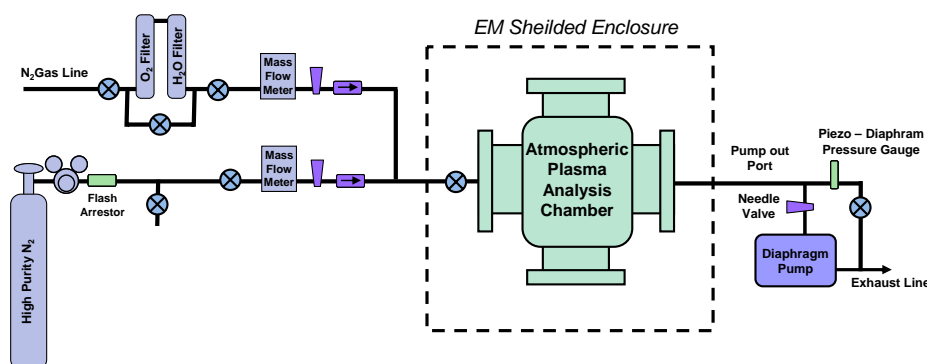 EM Sheilded Enclosure
N2Gas Line
O2 Filter
H2O Filter
Mass
Flow
Meter
High Purity N2
Flash
Arrestor
Mass
Flow
Meter
Atmospheric
Plasma
Analysis
Chamber
Pump out
Port
Piezo – Diaphram
Pressure Gauge
Needle
Valve
Diaphragm
Pump
Exhaust Line